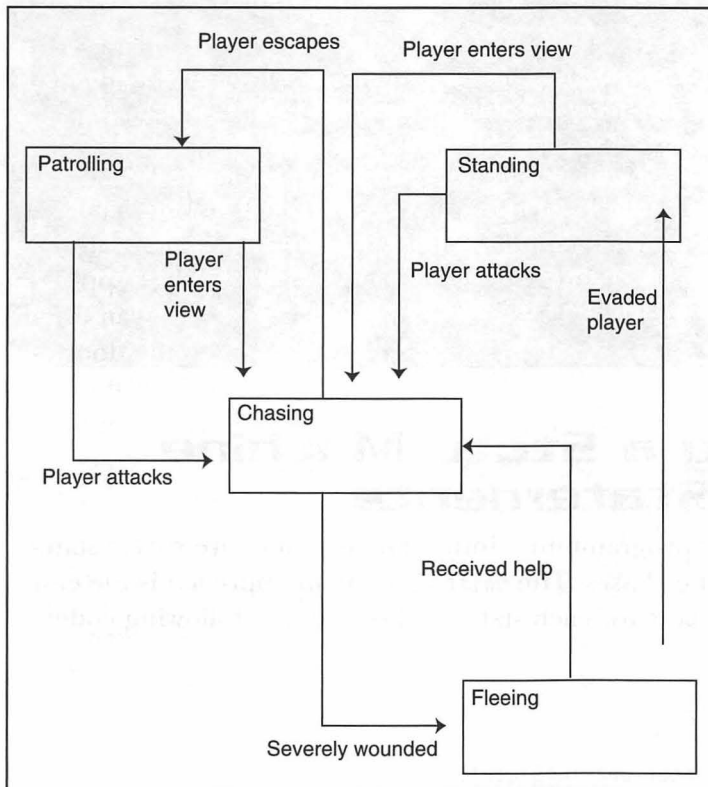 Player escapes
Player enters view
Patrolling
Standing
Player
enters
view
Player attacks
Evaded
player
Chasing
Player attacks
Received help
Fleeing
Severely wounded